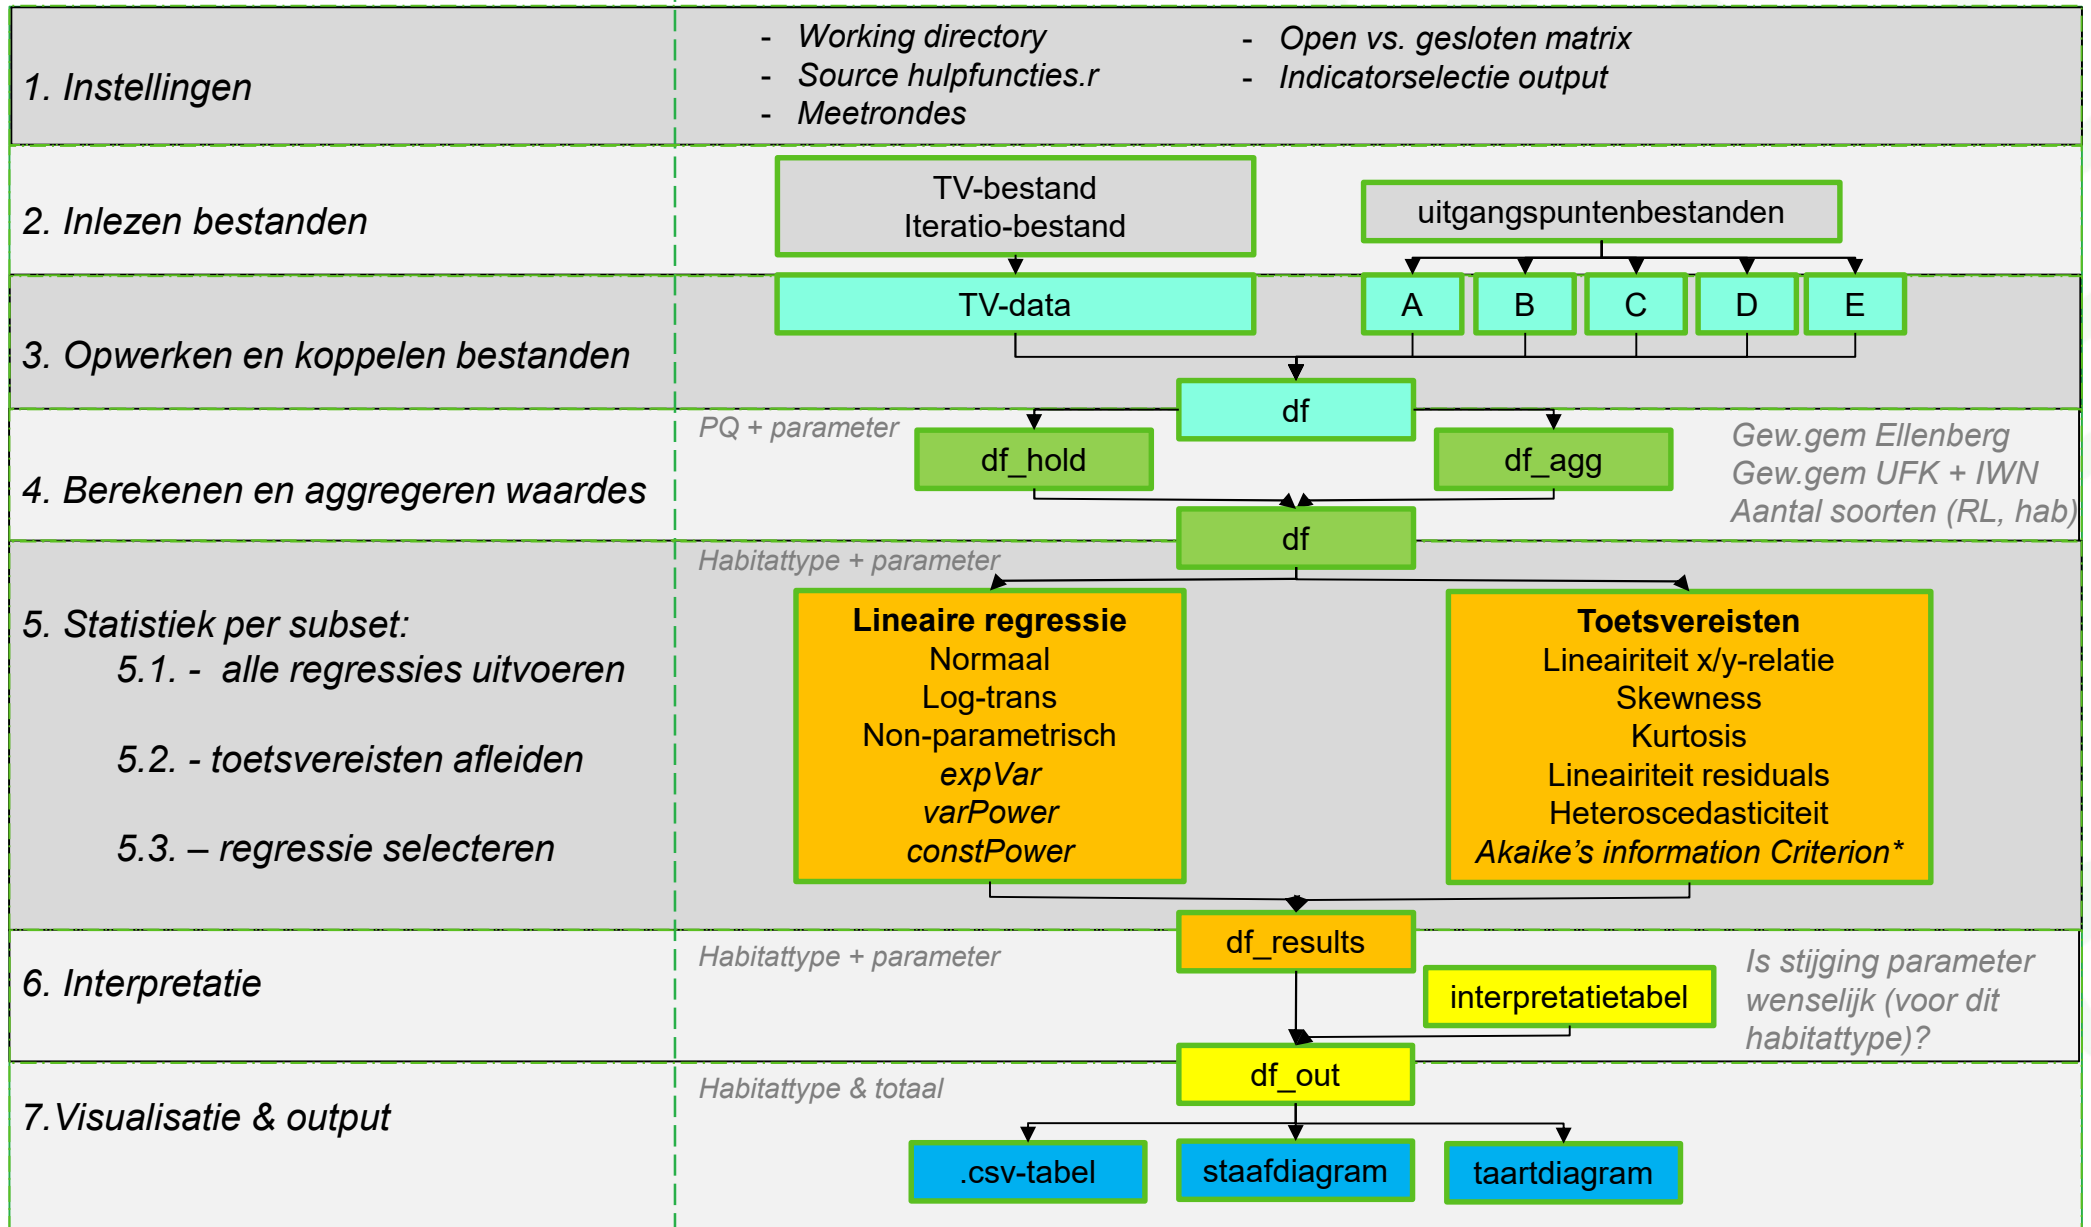 1. Instellingen
- Working directory
- Source hulpfuncties.r
- Meetrondes
- Open vs. gesloten matrix
- Indicatorselectie output
2. Inlezen bestanden
TV-bestand
Iteratio-bestand
uitgangspuntenbestanden
3. Opwerken en koppelen bestanden
TV-data
A
B
C
D
E
df
4. Berekenen en aggregeren waardes
PQ + parameter
df_hold
df_agg
Gew.gem Ellenberg
Gew.gem UFK + IWN
Aantal soorten (RL, hab)
df
5. Statistiek per subset:
5.1. - alle regressies uitvoeren
5.2. - toetsvereisten afleiden
5.3. – regressie selecteren
Habitattype + parameter
Lineaire regressie
Normaal
Log-trans
Non-parametrisch
expVar
varPower
constPower
Toetsvereisten
Lineairiteit x/y-relatie
Skewness
Kurtosis
Lineairiteit residuals
Heteroscedasticiteit
Akaike's information Criterion*
df_results
6. Interpretatie
Habitattype + parameter
interpretatietabel
Is stijging parameter
wenselijk (voor dit
habitattype)?
df_out
7.Visualisatie & output
Habitattype & totaal
.csv-tabel
staafdiagram
taartdiagram